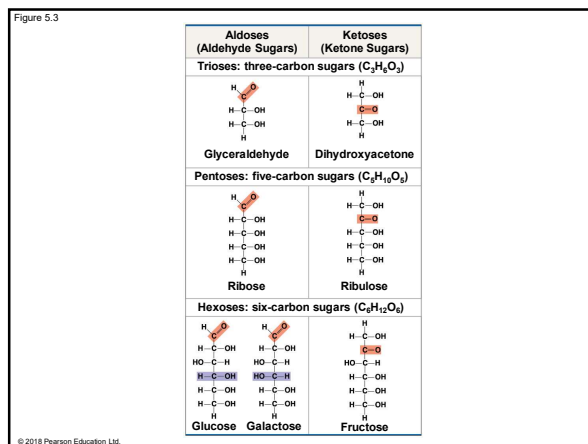 Figure 5.3
Aldoses
(Aldehyde Sugars)
Ketoses
(Ketone Sugars)
Trioses: three-carbon sugars (C3H6O3)
H O
C
H C OH
H C OH
H
Glyceraldehyde
H
H C OH
C O
H C OH
H
Dihydroxyacetone
Pentoses: five-carbon sugars (C5H10O5)
H O
C
H C OH
H C OH
H C OH
H C OH
H
Ribose
H
H C OH
C O
H C OH
H C OH
H C OH
H
Ribulose
Hexoses: six-carbon sugars (C6H12O6)
H O
C
H C OH
HO C H
H C OH
H C OH
H C OH
H
Glucose
H O
C
H C OH
HO C H
HO C H
H C OH
H C OH
H
Galactose
H
H C OH
C O
HO C H
H C OH
H C OH
H C OH
H
Fructose
© 2018 Pearson Education Ltd.